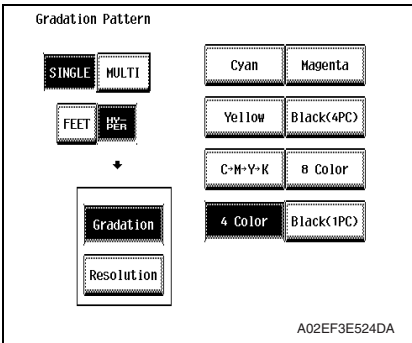 Gradation Pattern
SINGLE MULTI
FEET HY-PER
Gradation
Resolution
Cyan Magenta
Yellow Black(4PC)
C→M→Y→K 8 Color
4 Color Black(1PC)
A02EF3E524DA